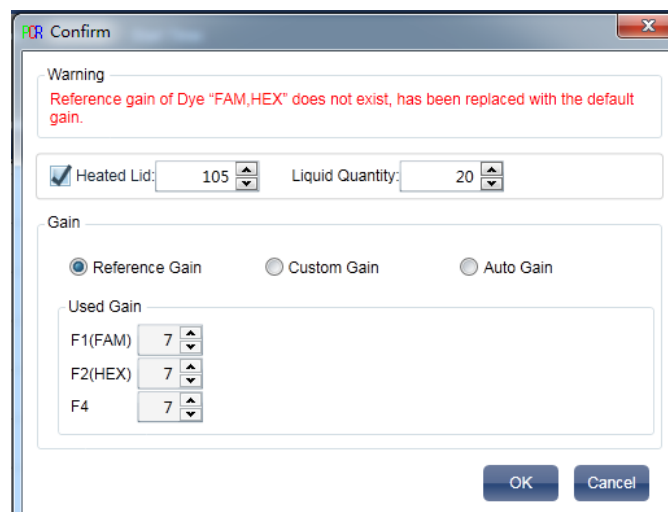 PCR Confirm
Warning
Reference gain of Dye “FAM,HEX” does not exist, has been replaced with the default
gain.
Heated Lid: 105 Liquid Quantity: 20
Gain
Reference Gain Custom Gain Auto Gain
Used Gain
F1(FAM) 7
F2(HEX) 7
F4 7
OK Cancel